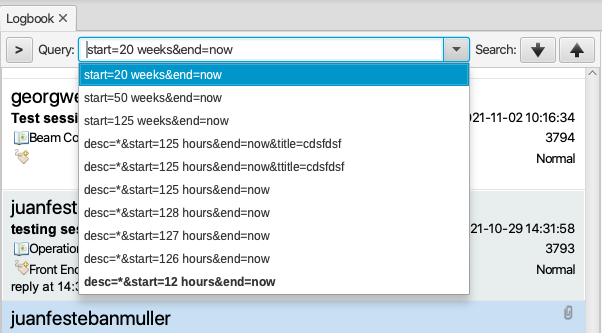 Logbook
> Query: start=20 weeks&end=now Search:
start=20 weeks&end=now
start=50 weeks&end=now
start=125 weeks&end=now
desc=*&start=125 hours&end=now&title=cdsfdsf
desc=*&start=125 hours&end=now&ttitle=cdsfdsf
desc=*&start=125 hours&end=now
desc=*&start=128 hours&end=now
desc=*&start=127 hours&end=now
desc=*&start=126 hours&end=now
desc=*&start=12 hours&end=now
georgwe
Test sessi 021-11-02 10:16:34
Beam Co 3794
Normal
juanfest
testing ses 21-10-29 14:31:58
Operation 3793
Front End Normal
reply at 14:3
juanfestebanmuller